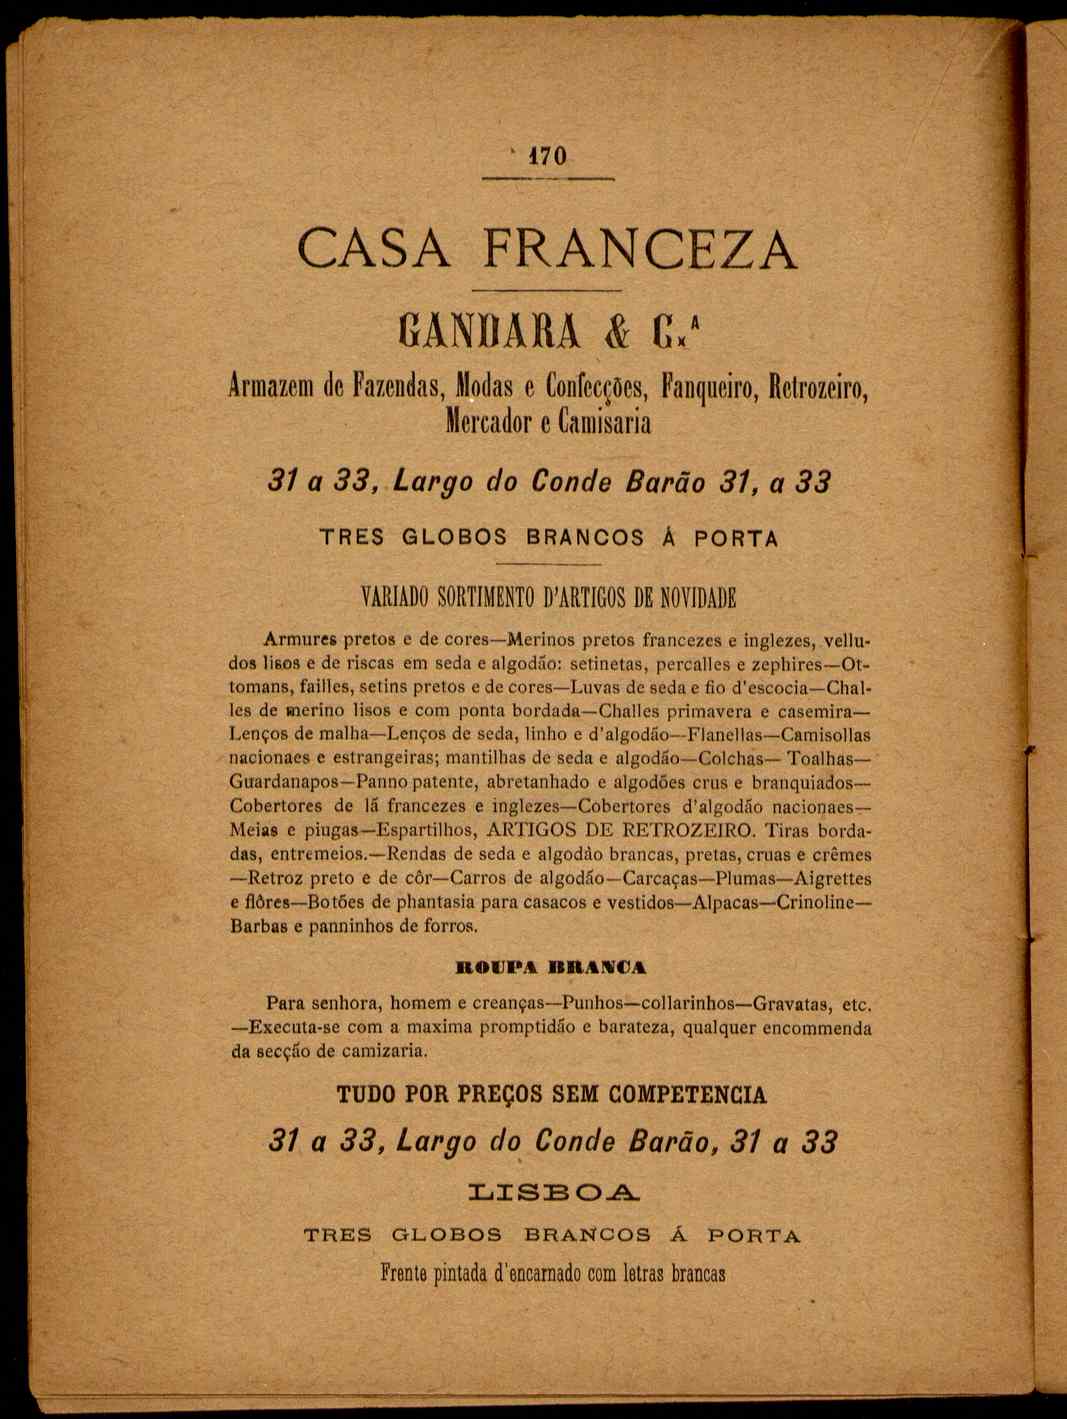 170
CASA FRANCEZA
GANDARA & C.ᴬ
Armazem de Fazendas, Modas e Confecções, Fanqueiro, Retrozeiro,
Mercador e Camisaria
31 a 33, Largo do Conde Barão 31, a 33
TRES GLOBOS BRANCOS Á PORTA
VARIADO SORTIMENTO D'ARTIGOS DE NOVIDADE
Armures pretos e de cores—Merinos pretos francezes e inglezes, vellu-
dos lisos e de riscas em seda e algodão: setinetas, percalles e zephires—Ot-
tomans, failles, setins pretos e de cores—Luvas de seda e fio d'escocia—Chal-
les de merino lisos e com ponta bordada—Challes primavera e casemira—
Lenços de malha—Lenços de seda, linho e d'algodão—Flanellas—Camisollas
nacionaes e estrangeiras; mantilhas de seda e algodão—Colchas— Toalhas—
Guardanapos—Panno patente, abretanhado e algodões crus e branquiados—
Cobertores de lã francezes e inglezes—Cobertores d'algodão nacionaes—
Meias e piugas—Espartilhos, ARTIGOS DE RETROZEIRO. Tiras borda-
das, entremeios.—Rendas de seda e algodão brancas, pretas, cruas e crêmes
—Retroz preto e de côr—Carros de algodão—Carcaças—Plumas—Aigrettes
e flôres—Botões de phantasia para casacos e vestidos—Alpacas—Crinoline—
Barbas e panninhos de forros.
ROUPA BRANCA
Para senhora, homem e creanças—Punhos—collarinhos—Gravatas, etc.
—Executa-se com a maxima promptidão e barateza, qualquer encommenda
da secção de camizaria.
TUDO POR PREÇOS SEM COMPETENCIA
31 a 33, Largo do Conde Barão, 31 a 33
LISBOA
TRES GLOBOS BRANCOS Á PORTA
Frente pintada d'encarnado com letras brancas